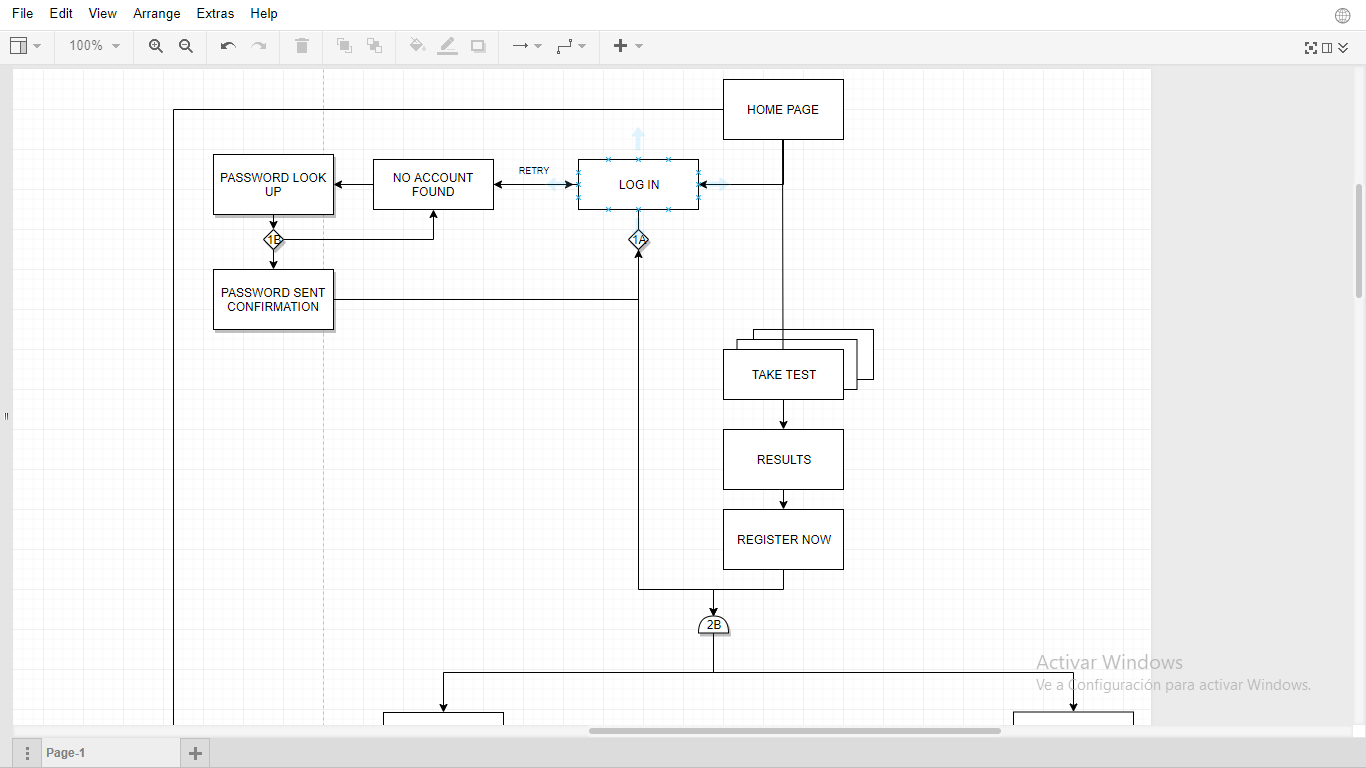 File Edit View Arrange Extras Help
100%
HOME PAGE
RETRY
PASSWORD LOOK
UP
NO ACCOUNT
FOUND
LOG IN
1B
1A
PASSWORD SENT
CONFIRMATION
TAKE TEST
RESULTS
REGISTER NOW
2B
Activar Windows
Ve a Configuración para activar Windows.
Page-1